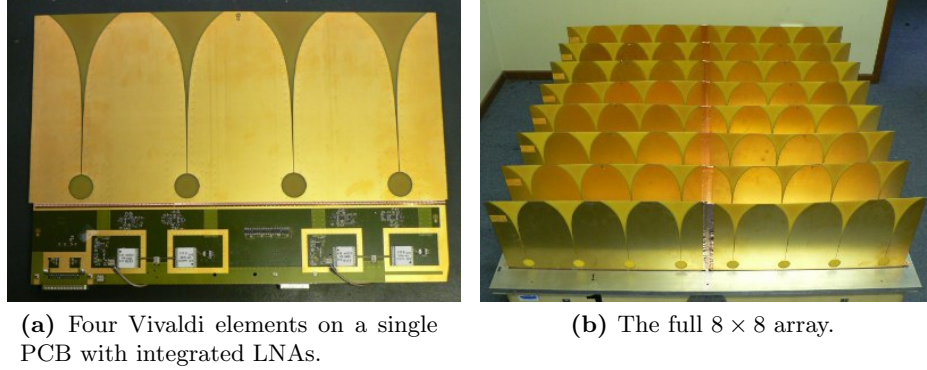 (a) Four Vivaldi elements on a single
PCB with integrated LNAs.
(b) The full 8 × 8 array.